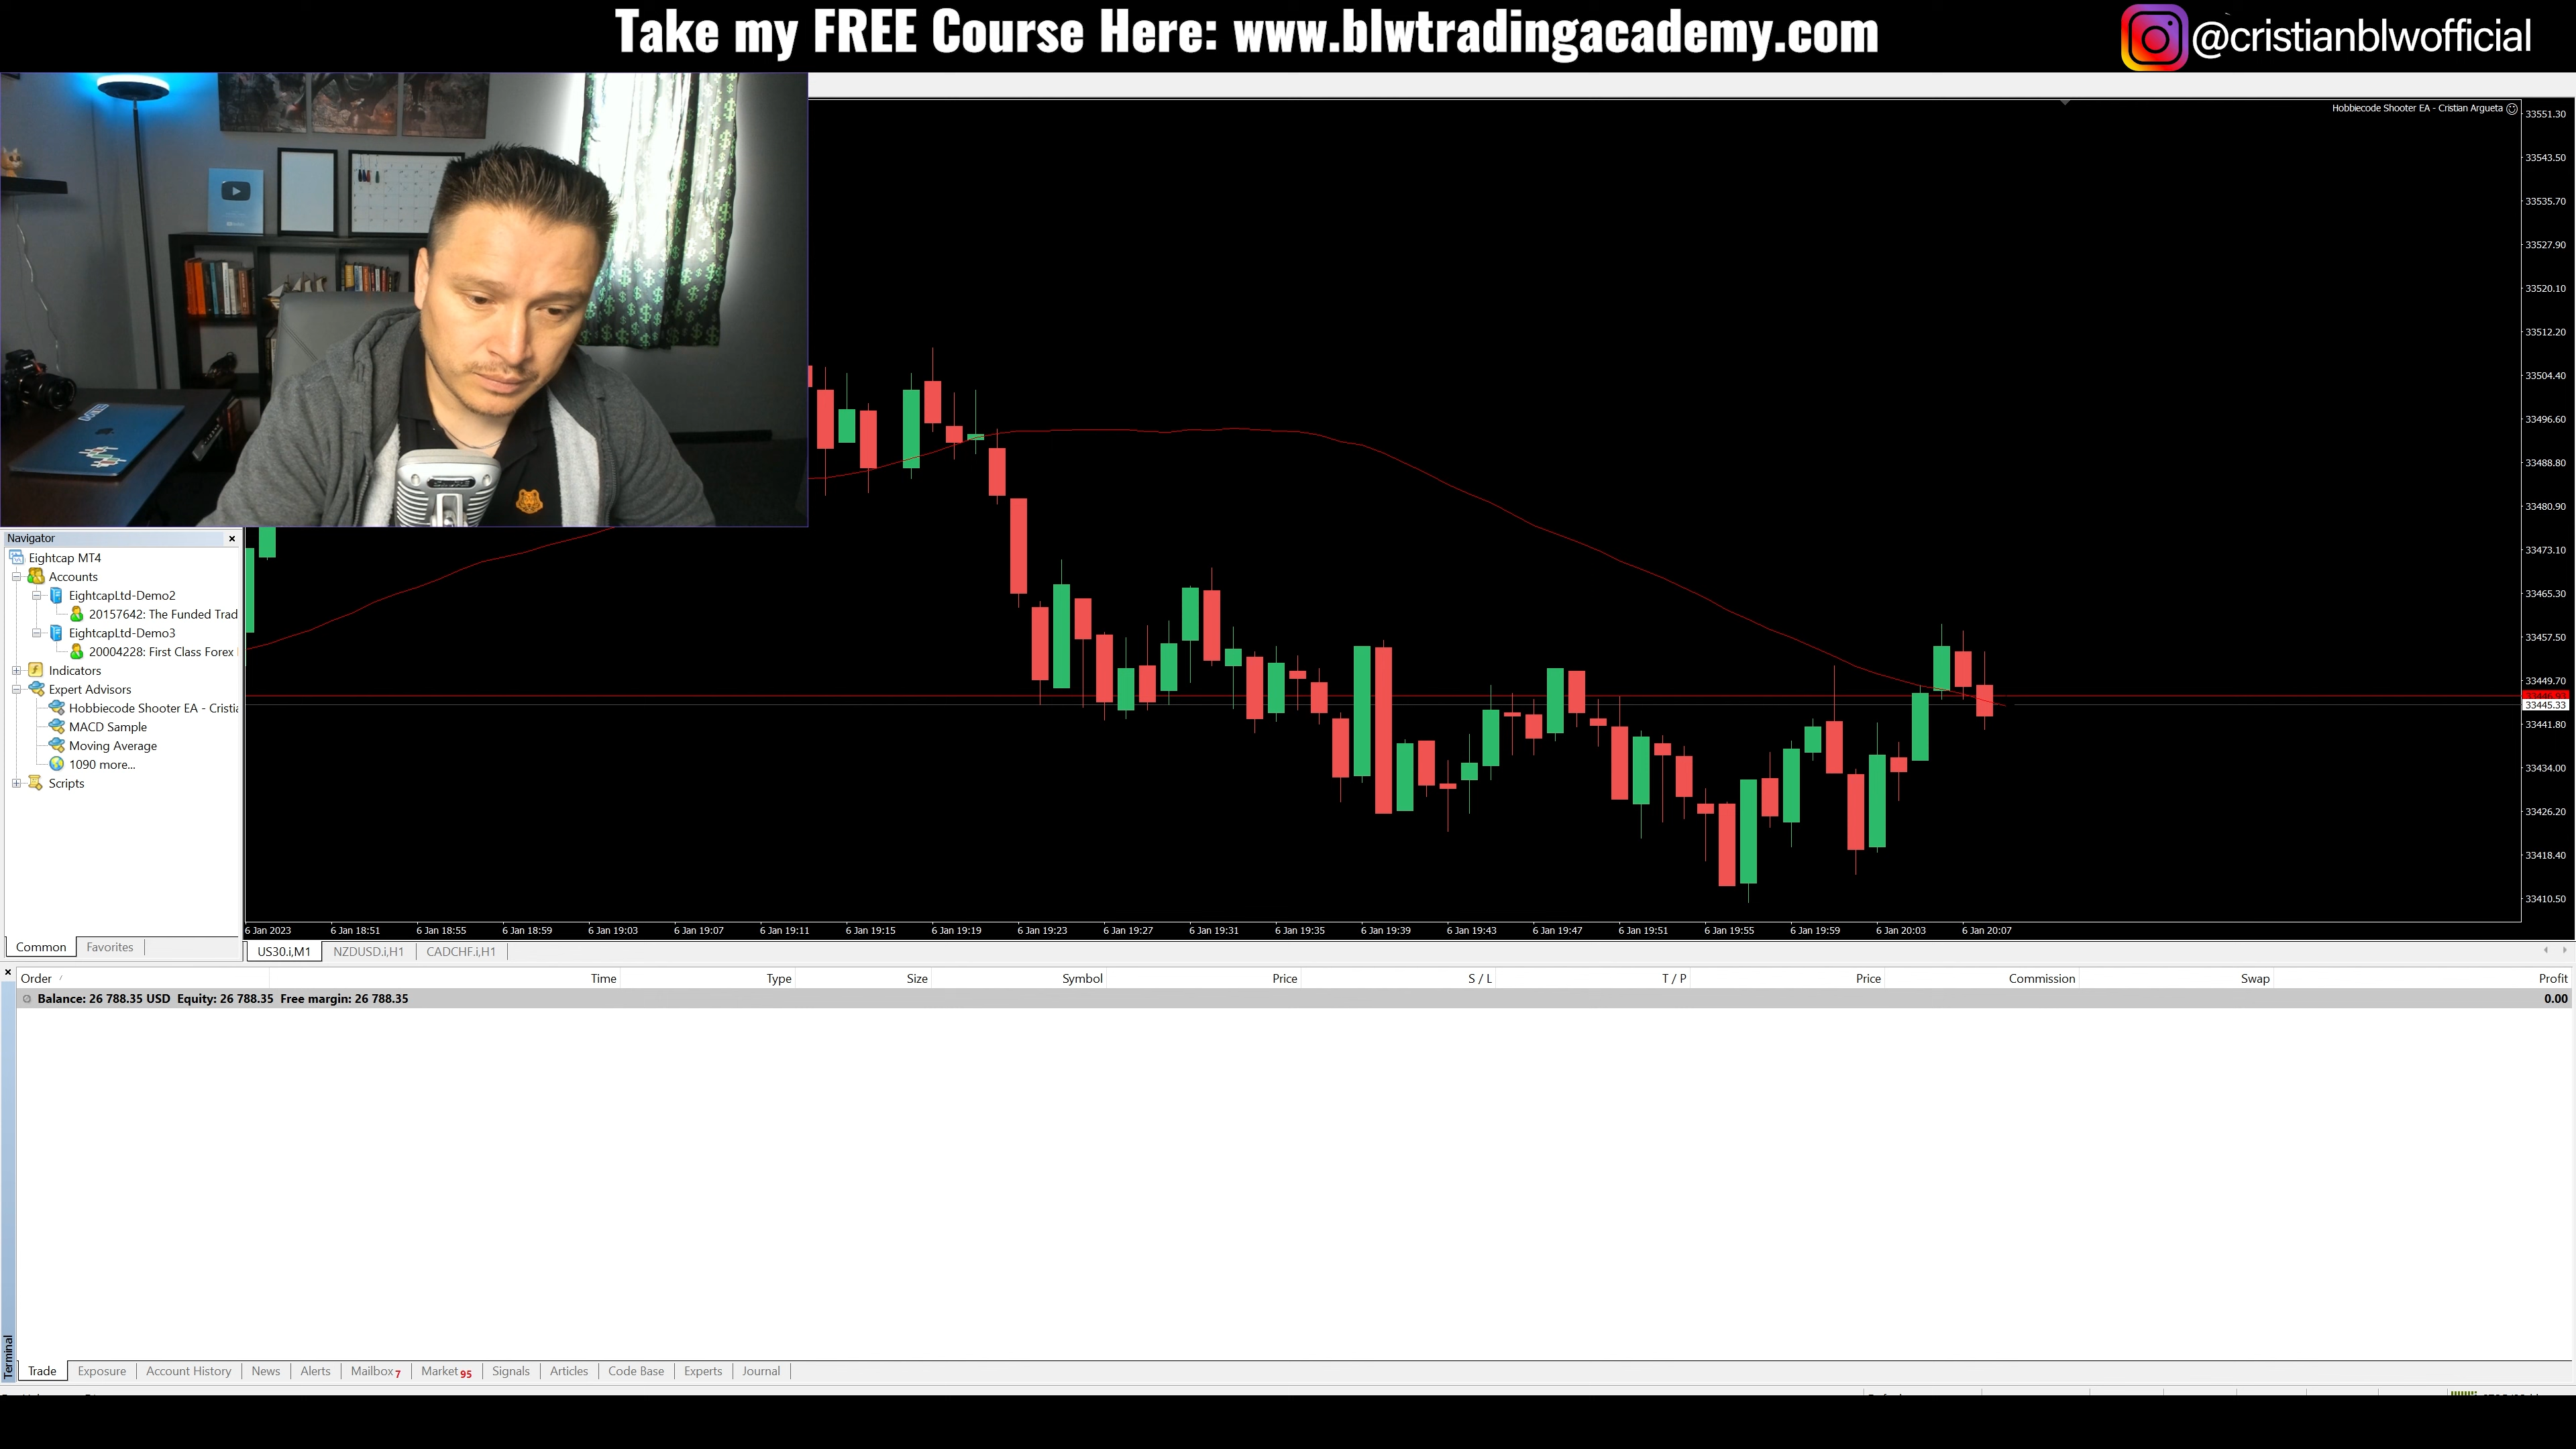 Take my FREE Course Here: www.blwtradingacademy.com
@cristianblwofficial
Hobbiecode Shooter EA - Cristian Argueta
33551.30
33543.50
33535.70
33527.90
33520.10
33512.20
33504.40
33496.60
33488.80
33480.90
33473.10
33465.30
33457.50
33449.70
33446.93
33445.33
33441.80
33434.00
33426.20
33418.40
33410.50
Navigator
Eightcap MT4
Accounts
EightcapLtd-Demo2
20157642: The Funded Trad
EightcapLtd-Demo3
20004228: First Class Forex
Indicators
Expert Advisors
Hobbiecode Shooter EA - Cristia
MACD Sample
Moving Average
1090 more...
Scripts
Common Favorites
6 Jan 2023 6 Jan 18:51 6 Jan 18:55 6 Jan 18:59 6 Jan 19:03 6 Jan 19:07 6 Jan 19:11 6 Jan 19:15 6 Jan 19:19 6 Jan 19:23 6 Jan 19:27 6 Jan 19:31 6 Jan 19:35 6 Jan 19:39 6 Jan 19:43 6 Jan 19:47 6 Jan 19:51 6 Jan 19:55 6 Jan 19:59 6 Jan 20:03 6 Jan 20:07
US30.i,M1 NZDUSD.i,H1 CADCHF.i,H1
Order / Time Type Size Symbol Price S / L T / P Price Commission Swap Profit
Balance: 26 788.35 USD Equity: 26 788.35 Free margin: 26 788.35 0.00
Terminal
Trade Exposure Account History News Alerts Mailbox 7 Market 95 Signals Articles Code Base Experts Journal